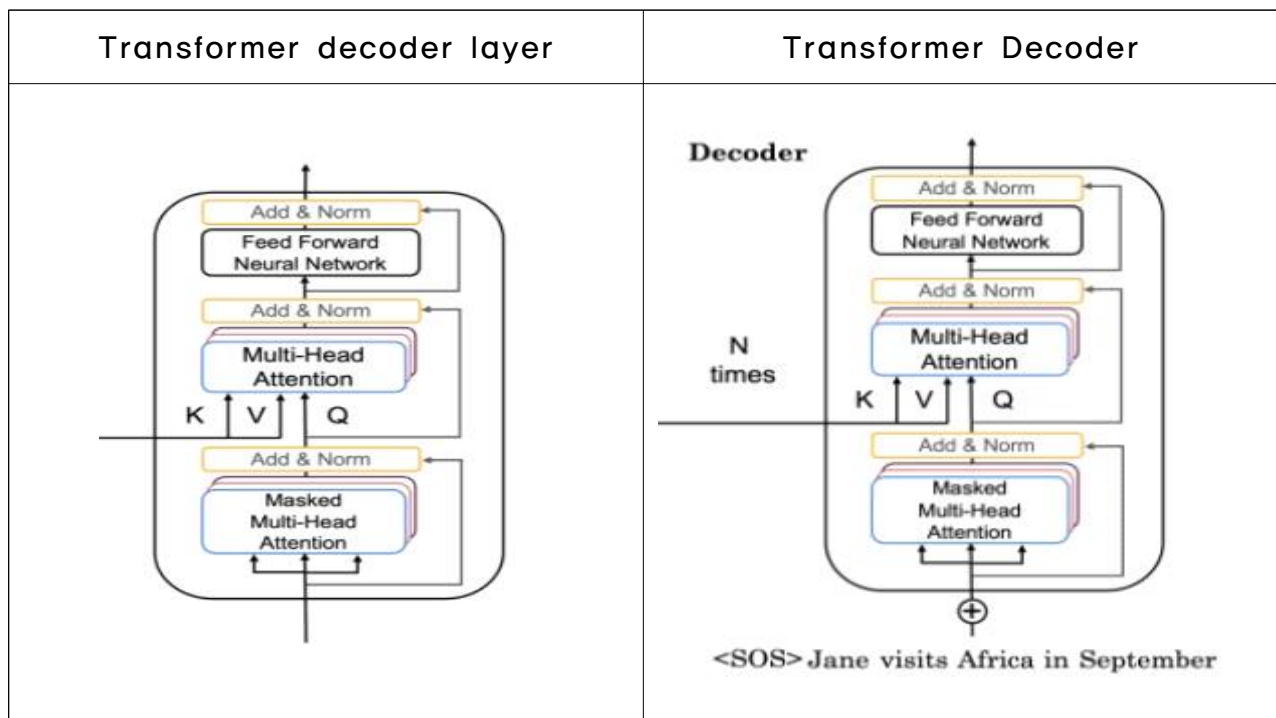 Transformer decoder layer
Transformer Decoder
Add & Norm
Feed Forward
Neural Network
Add & Norm
Multi-Head
Attention
K V Q
Add & Norm
Masked
Multi-Head
Attention
Decoder
Add & Norm
Feed Forward
Neural Network
Add & Norm
Multi-Head
Attention
N
times
K V Q
Add & Norm
Masked
Multi-Head
Attention
+
<SOS> Jane visits Africa in September